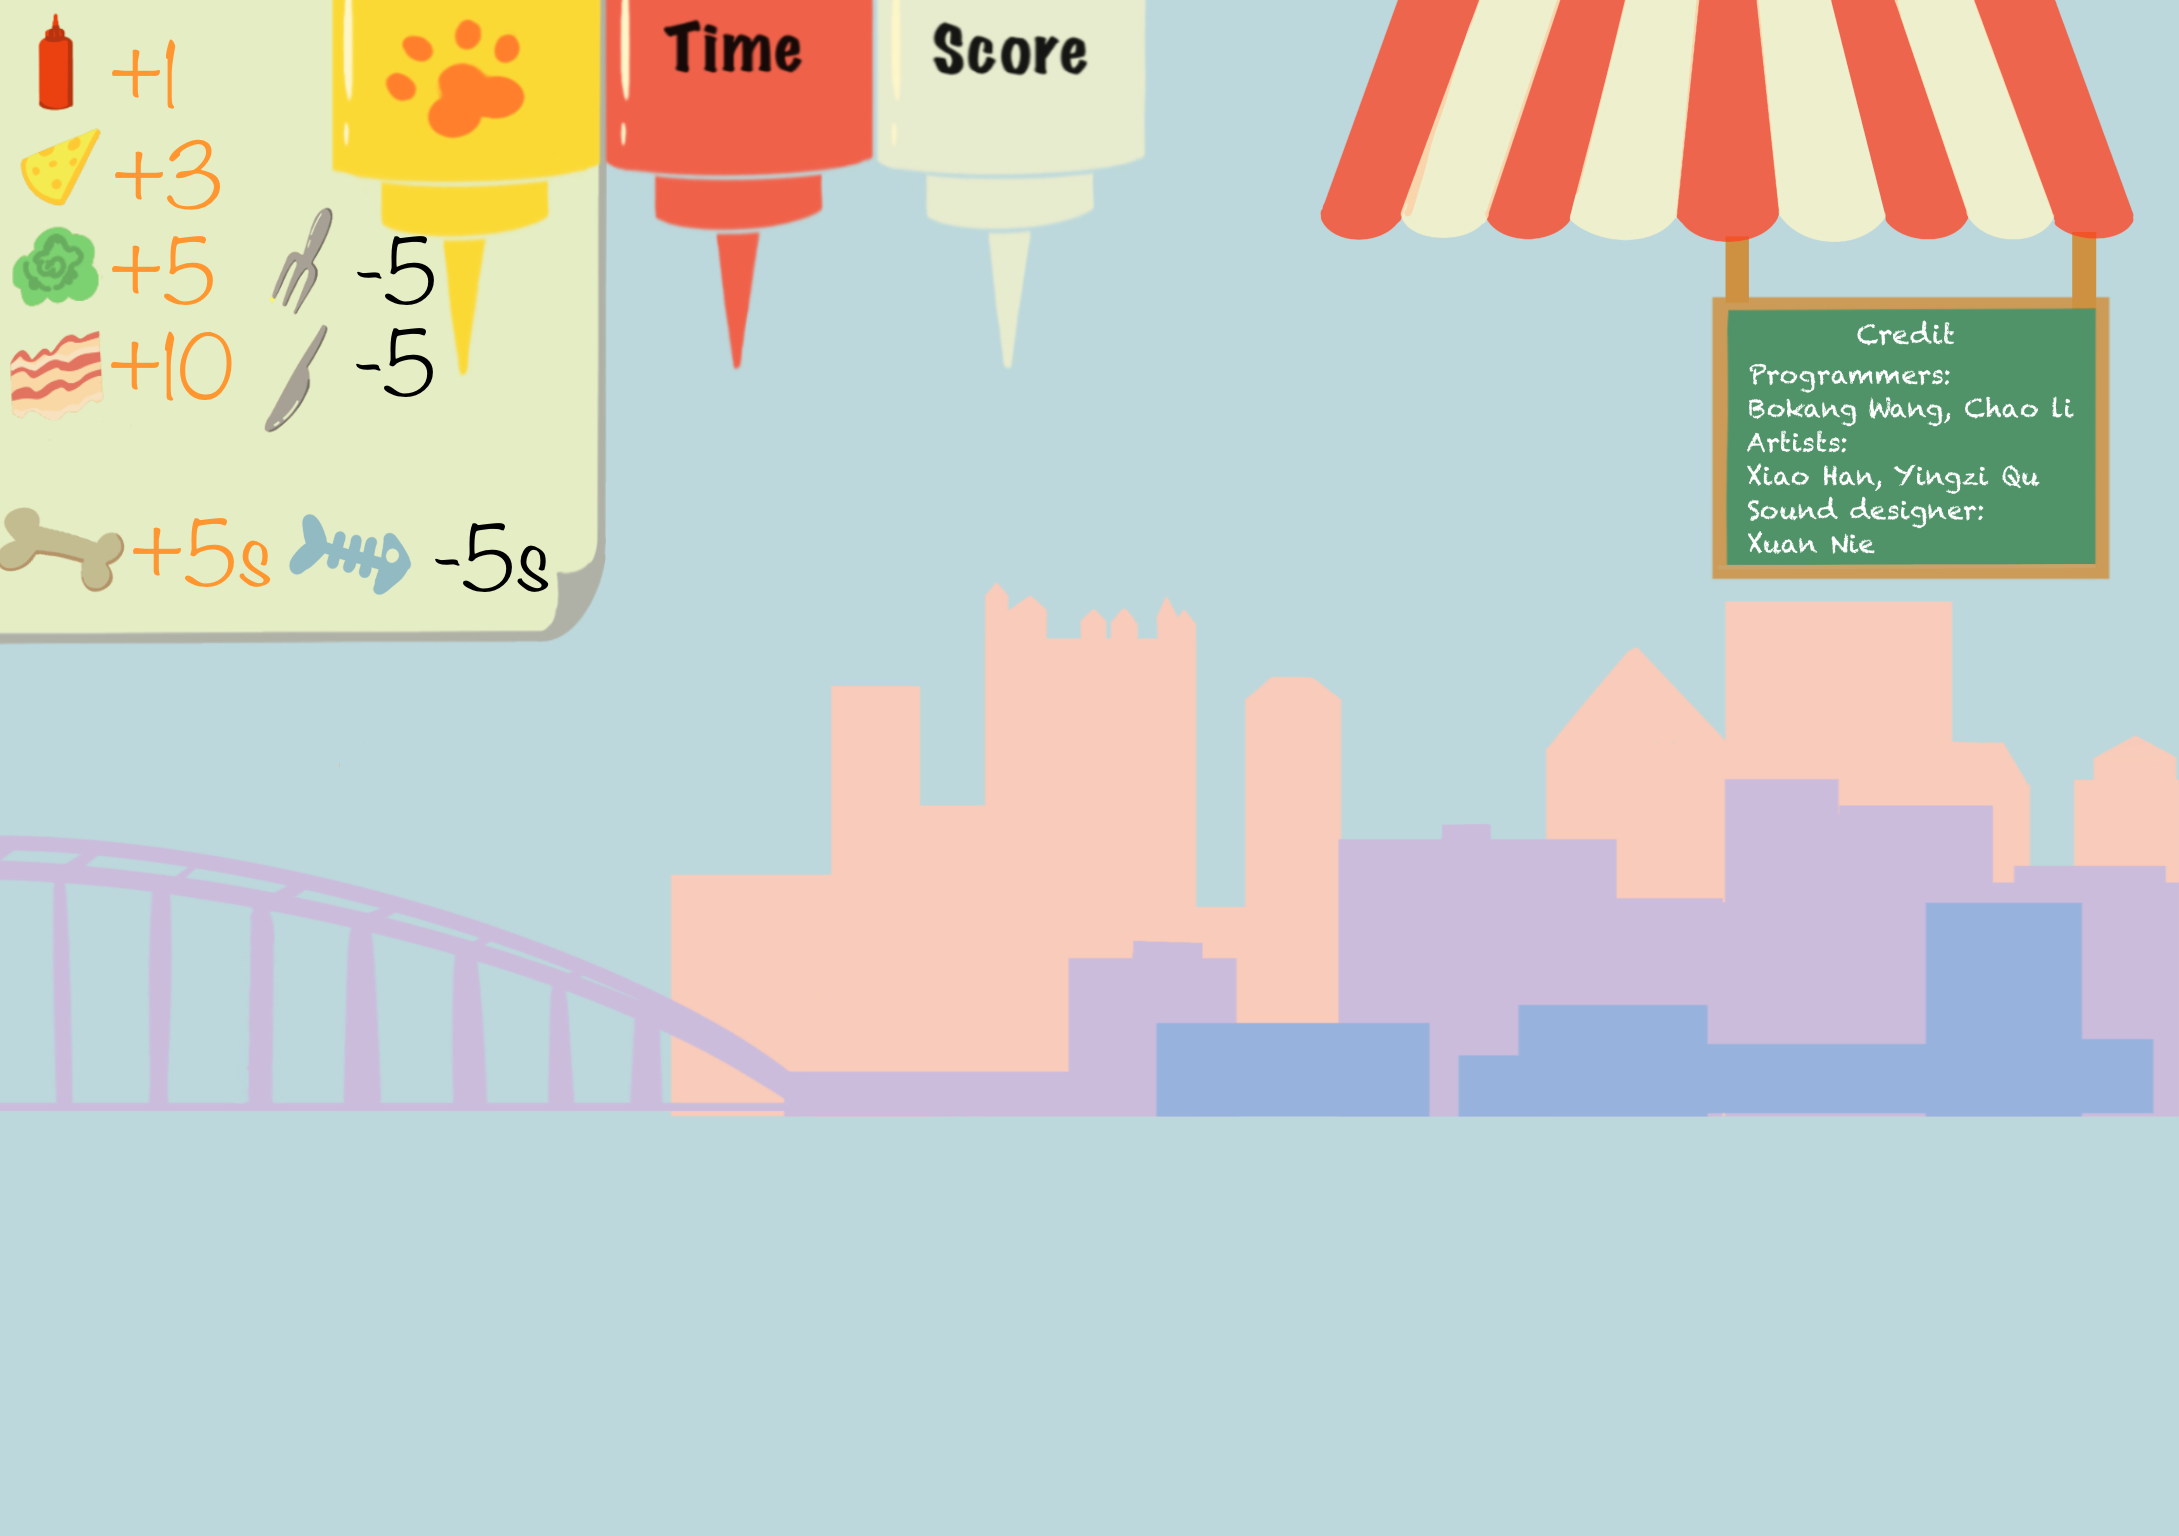 +1
+3
+5
-5
+10
-5
+5s
-5s
Time
Score
Credit
Programmers:
Bokang Wang, Chao li
Artists:
Xiao Han, Yingzi Qu
Sound designer:
Xuan Nie